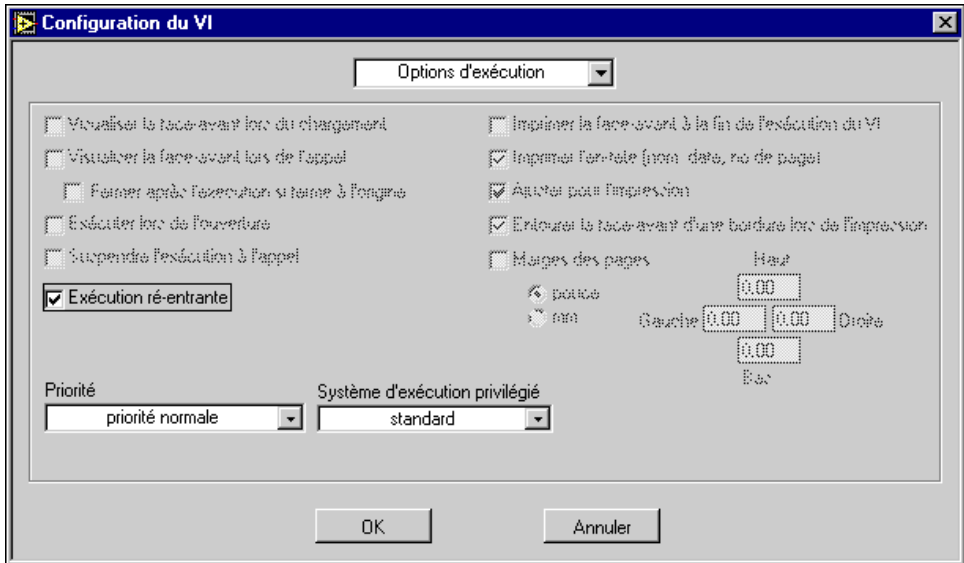 Configuration du VI
Options d'exécution
Visualiser la face-avant lors du chargement
Visualiser la face-avant lors de l'appel
Fermer après l'exécution si fermé à l'origine
Exécuter lors de l'ouverture
Suspendre l'exécution à l'appel
Exécution ré-entrante
Imprimer la face-avant à la fin de l'exécution du VI
Imprimer l'en-tête (nom, date, no de page)
Ajuster pour l'impression
Entourer la face-avant d'une bordure lors de l'impression
Marges des pages
Haut
pouce
0.00
mm
Gauche 0.00 0.00 Droite
0.00
Bas
Priorité
priorité normale
Système d'exécution privilégié
standard
OK
Annuler